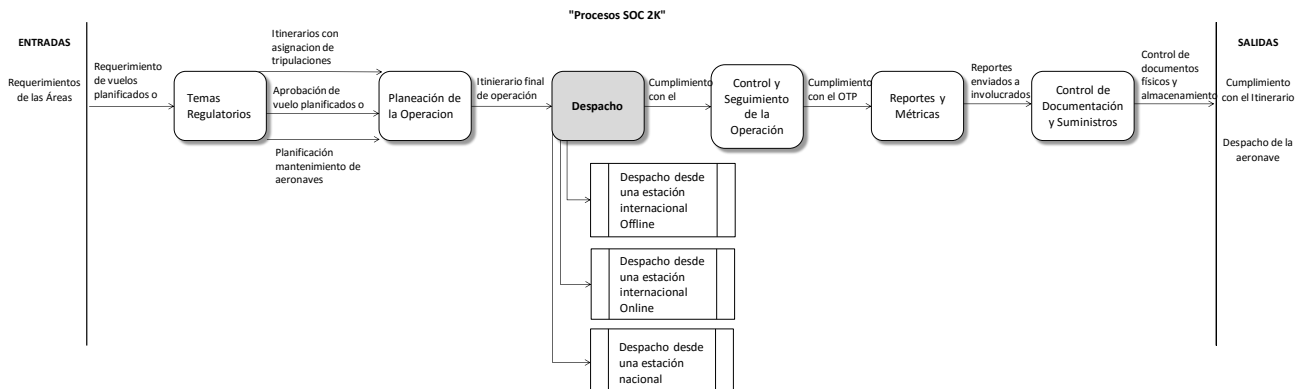 "Procesos SOC 2K"
ENTRADAS
Requerimientos
de las Áreas
Requerimiento
de vuelos
planificados o
Temas
Regulatorios
Itinerarios con
asignacion de
tripulaciones
Aprobación de
vuelo planificados o
Planificación
mantenimiento de
aeronaves
Planeación de
la Operacion
Itinierario final
de operación
Despacho
Cumplimiento
con el
Control y
Seguimiento
de la
Operación
Cumplimiento
con el OTP
Reportes y
Métricas
Reportes
enviados a
involucrados
Control de
Documentación
y Suministros
Control de
documentos
físicos y
almacenamiento
SALIDAS
Cumplimiento
con el Itinerario
Despacho de la
aeronave
Despacho desde
una estación
internacional
Offline
Despacho desde
una estación
internacional
Online
Despacho desde
una estación
nacional